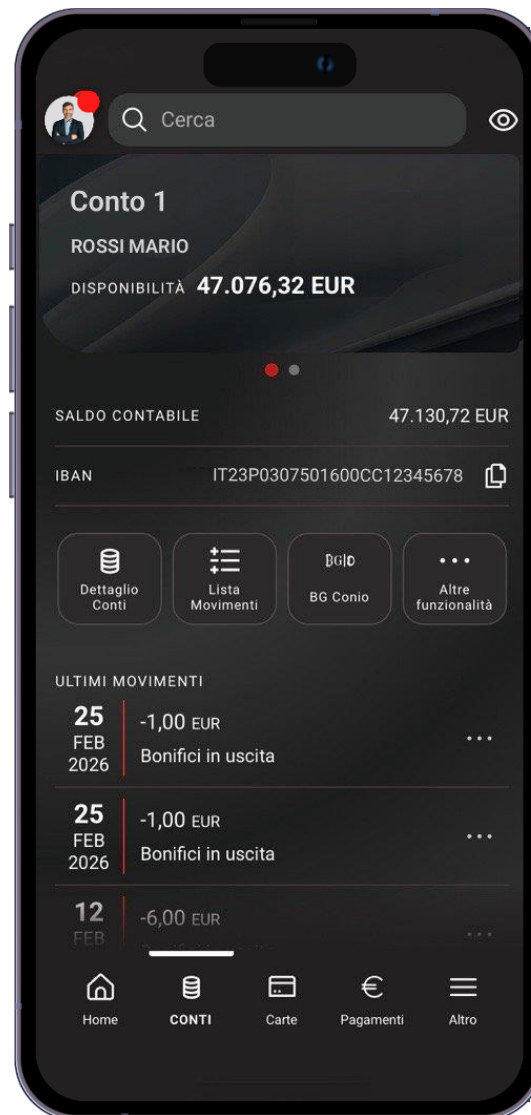 Cerca
Conto 1
ROSSI MARIO
DISPONIBILITÀ 47.076,32 EUR
SALDO CONTABILE 47.130,72 EUR
IBAN IT23P0307501600CC12345678
Dettaglio
Conti
Lista
Movimenti
BG|D
BG Conio
Altre
funzionalità
ULTIMI MOVIMENTI
25
FEB
2026
-1,00 EUR
Bonifici in uscita
25
FEB
2026
-1,00 EUR
Bonifici in uscita
12
FEB
-6,00 EUR
Home
CONTI
Carte
Pagamenti
Altro